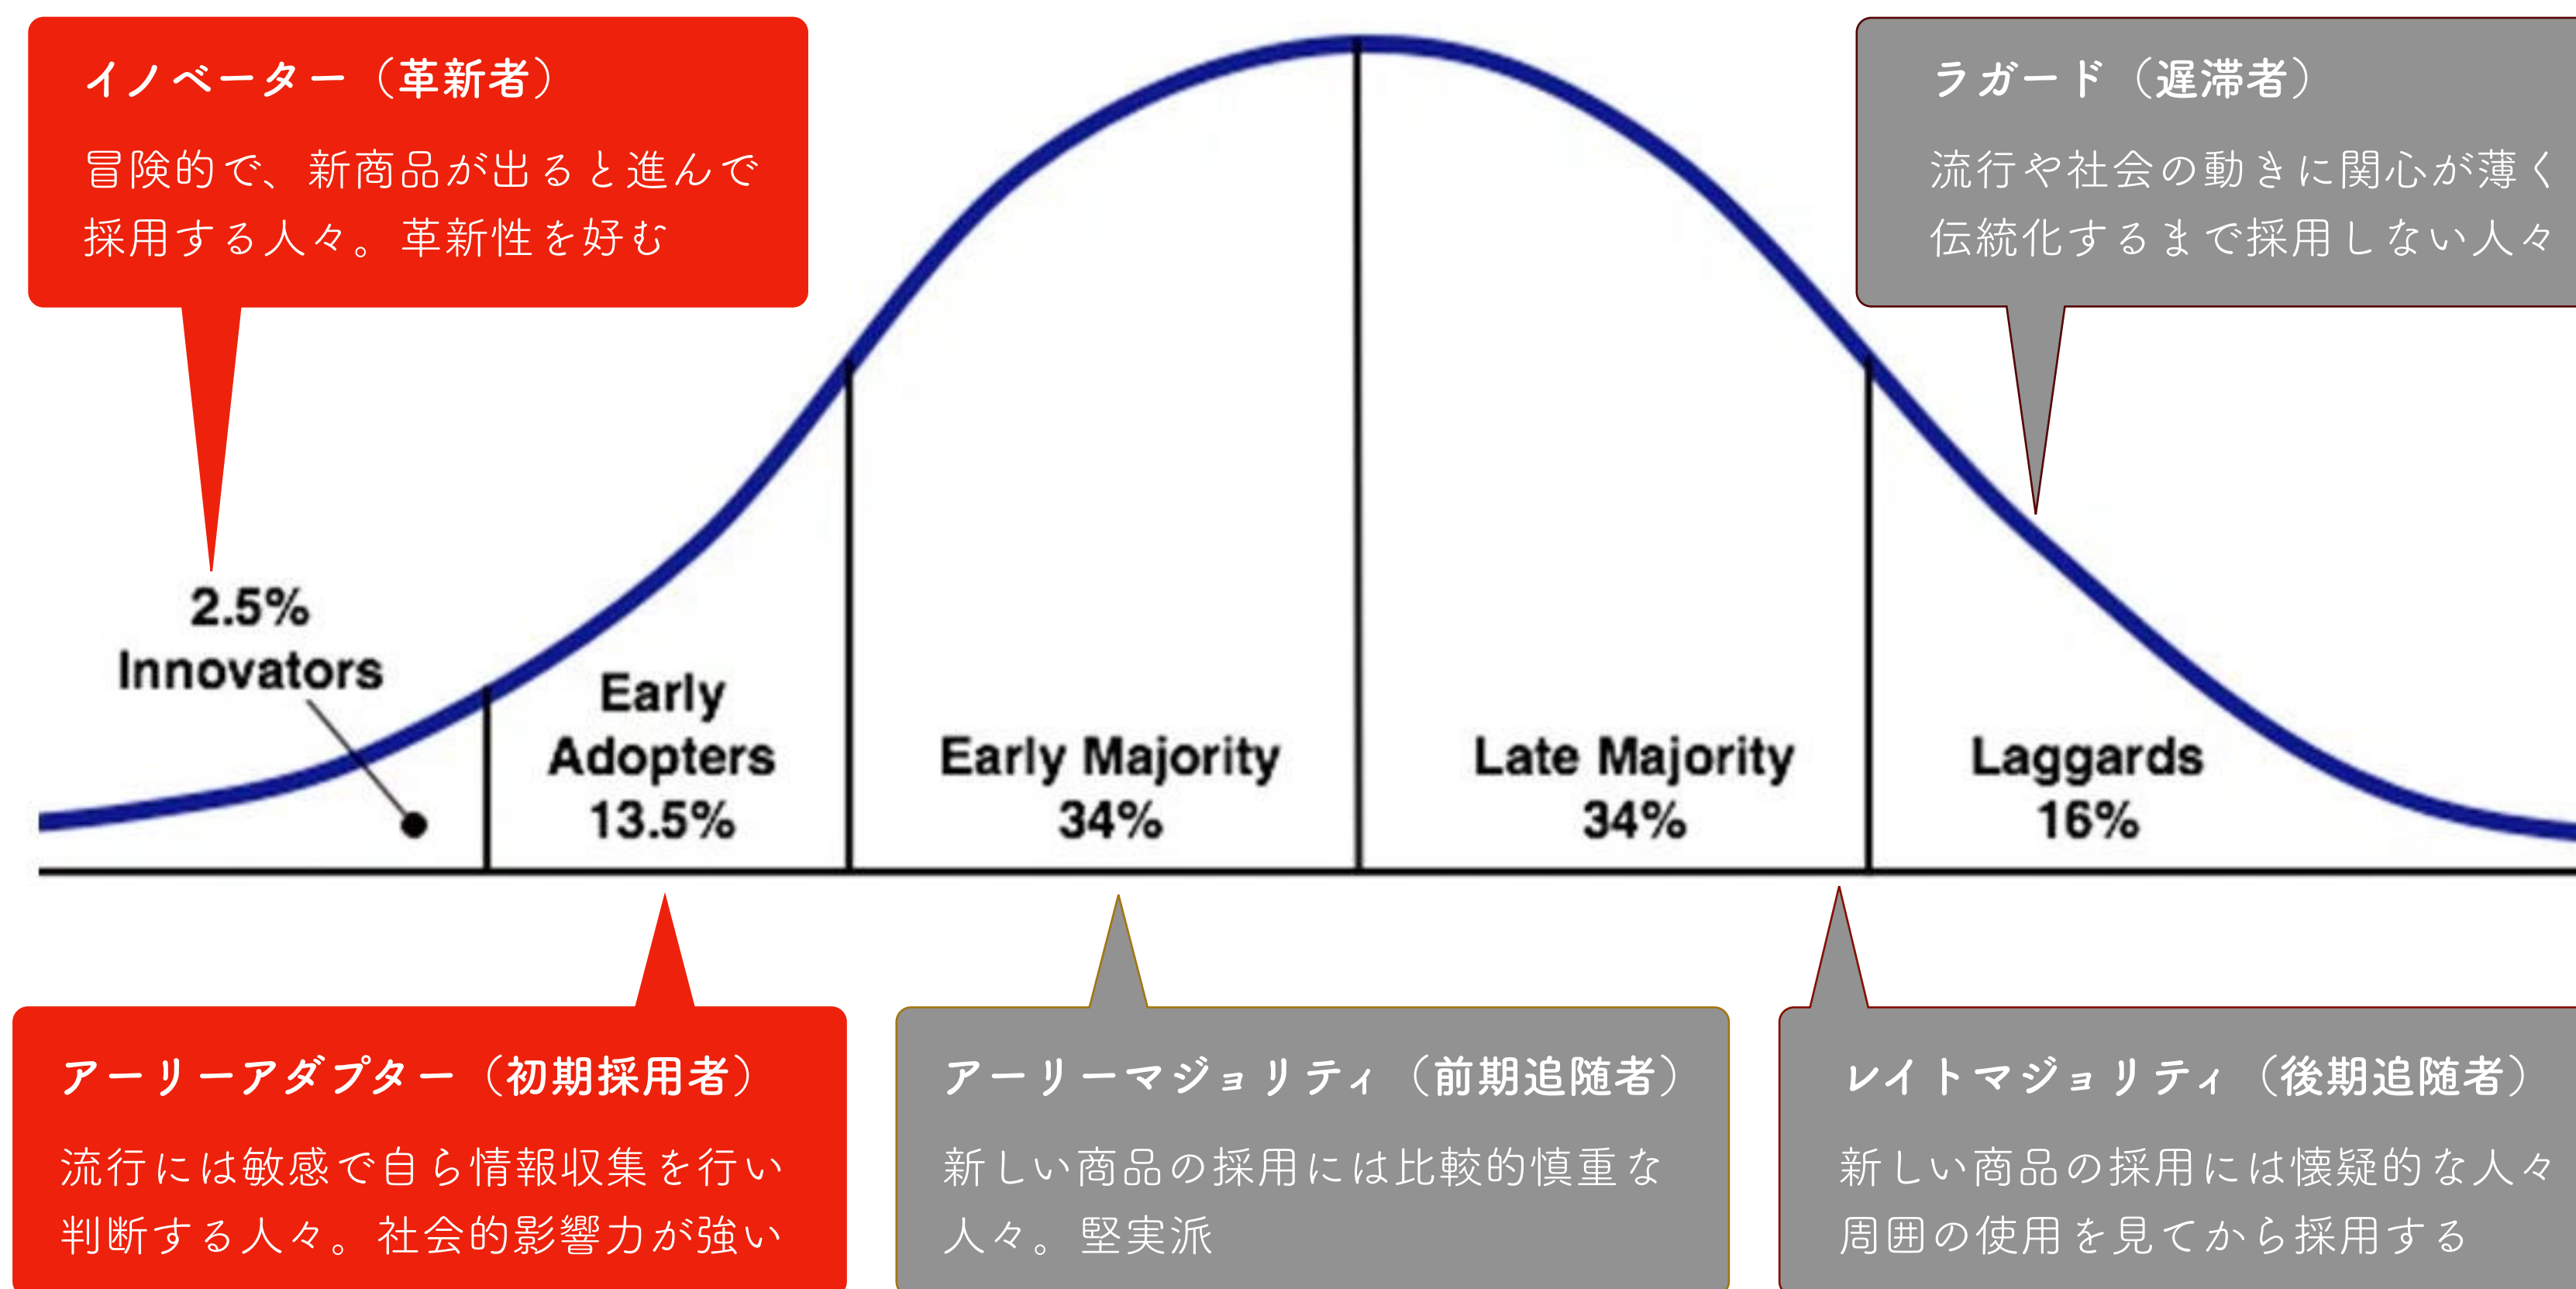 イノベーター（革新者）
冒険的で、新商品が出ると進んで
採用する人々。革新性を好む
ラガード（遅滞者）
流行や社会の動きに関心が薄く
伝統化するまで採用しない人々
2.5%
Innovators
Early
Adopters
13.5%
Early Majority
34%
Late Majority
34%
Laggards
16%
アーリーアダプター（初期採用者）
流行には敏感で自ら情報収集を行い
判断する人々。社会的影響力が強い
アーリーマジョリティ（前期追随者）
新しい商品の採用には比較的慎重な
人々。堅実派
レイトマジョリティ（後期追随者）
新しい商品の採用には懐疑的な人々
周囲の使用を見てから採用する